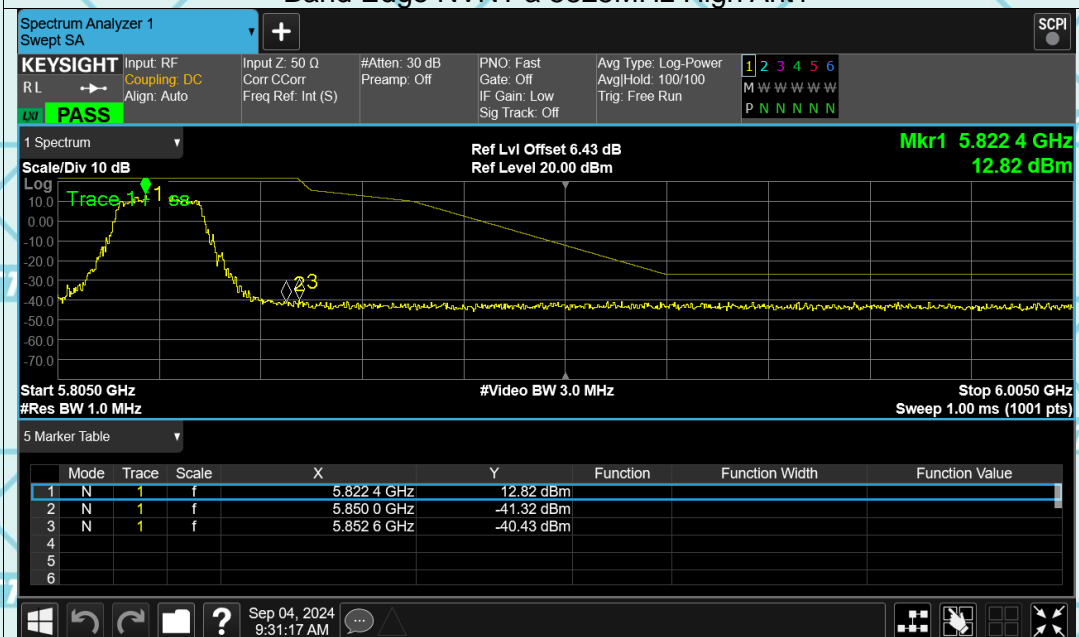 Band Edge NVNT a 5825MHz High Ant1
Spectrum Analyzer 1
Swept SA
+
SCPI
KEYSIGHT
RL
LXI PASS
Input: RF
Coupling: DC
Align: Auto
Input Z: 50 Ω
Corr CCorr
Freq Ref: Int (S)
#Atten: 30 dB
Preamp: Off
PNO: Fast
Gate: Off
IF Gain: Low
Sig Track: Off
Avg Type: Log-Power
Avg|Hold: 100/100
Trig: Free Run
1 2 3 4 5 6
M W W W W W
P N N N N N
1 Spectrum
Scale/Div 10 dB
Ref Lvl Offset 6.43 dB
Ref Level 20.00 dBm
Mkr1 5.822 4 GHz
12.82 dBm
Log
Trace 1 ss
1
2 3
10.0
0.00
-10.0
-20.0
-30.0
-40.0
-50.0
-60.0
-70.0
Start 5.8050 GHz
#Video BW 3.0 MHz
Stop 6.0050 GHz
#Res BW 1.0 MHz
Sweep 1.00 ms (1001 pts)
5 Marker Table
Mode Trace Scale X Y Function Function Width Function Value
1 N 1 f 5.822 4 GHz 12.82 dBm
2 N 1 f 5.850 0 GHz -41.32 dBm
3 N 1 f 5.852 6 GHz -40.43 dBm
4
5
6
?
Sep 04, 2024
9:31:17 AM